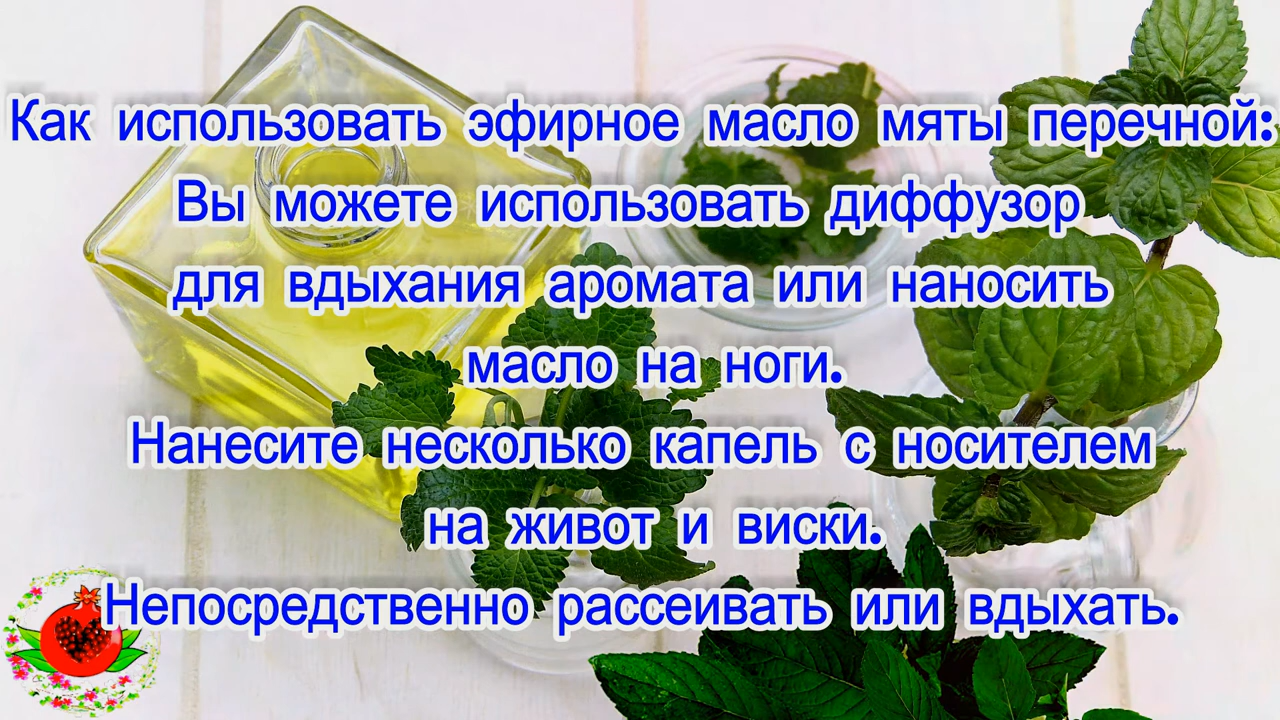 Как использовать эфирное масло мяты перечной:
Вы можете использовать диффузор
для вдыхания аромата или наносить
масло на ноги.
Нанесите несколько капель с носителем
на живот и виски.
Непосредственно рассеивать или вдыхать.